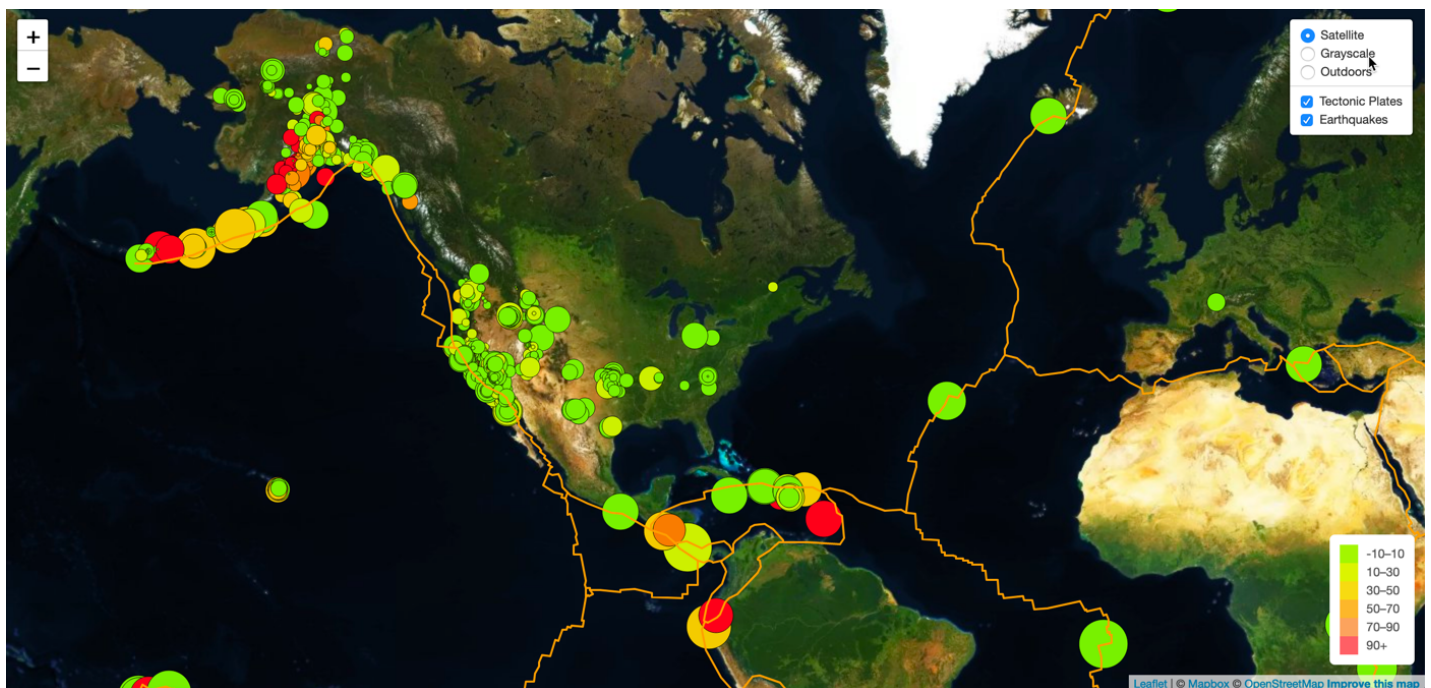 +
−
Satellite
Grayscale
Outdoors
Tectonic Plates
Earthquakes
-10–10
10–30
30–50
50–70
70–90
90+
Leaflet | © Mapbox © OpenStreetMap Improve this map